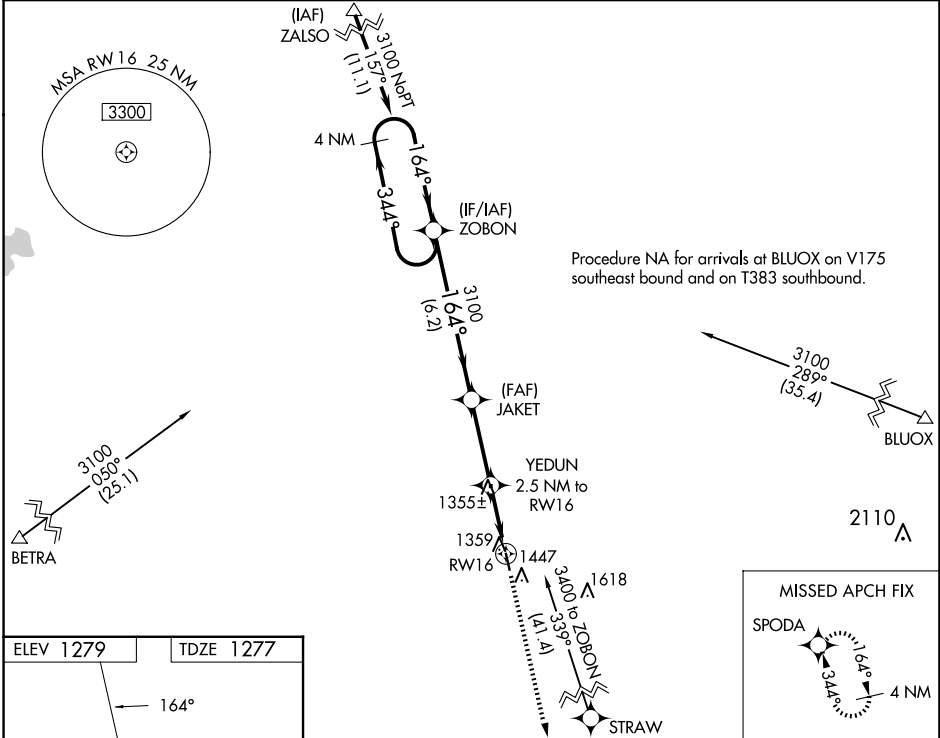 (IAF)
ZALSO
3100 NoPT
157°
(11.1)
MSA RW16 25 NM
3300
4 NM
164°
344°
(IF/IAF)
ZOBON
Procedure NA for arrivals at BLUOX on V175
southeast bound and on T383 southbound.
3100
164°
(6.2)
3100
289°
(35.4)
BLUOX
(FAF)
JAKET
3100
050°
(25.1)
BETRA
YEDUN
2.5 NM to
RW16
1355±
2110
1359
RW16
1447
1618
3400 to ZOBON
339°
(41.4)
STRAW
MISSED APCH FIX
SPODA
164°
344°
4 NM
ELEV 1279
TDZE 1277
164°